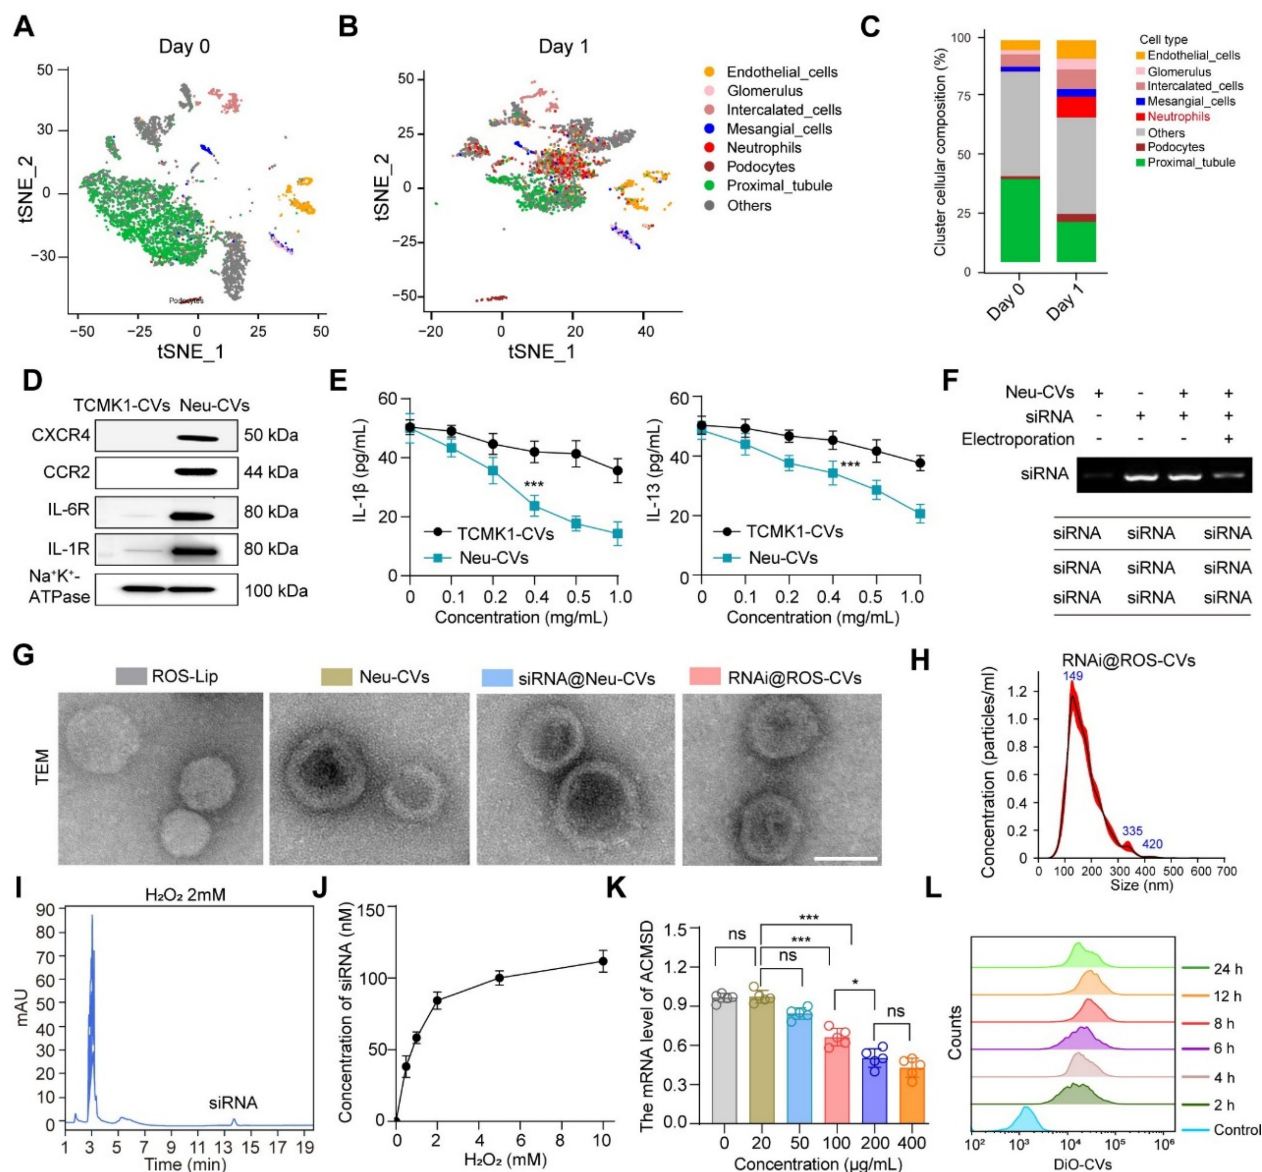 A
Day 0
tSNE_2
50
30
0
−30
Podocytes
−50
−25
0
25
50
tSNE_1
B
Day 1
tSNE_2
50
25
0
−25
−50
−20
0
20
40
tSNE_1
Endothelial_cells
Glomerulus
Intercalated_cells
Mesangial_cells
Neutrophils
Podocytes
Proximal_tubule
Others
C
Cluster cellular composition (%)
100
75
50
25
0
Day 0
Day 1
Cell type
Endothelial_cells
Glomerulus
Intercalated_cells
Mesangial_cells
Neutrophils
Others
Podocytes
Proximal_tubule
D
TCMK1-CVs Neu-CVs
CXCR4 50 kDa
CCR2 44 kDa
IL-6R 80 kDa
IL-1R 80 kDa
Na⁺K⁺-
ATPase 100 kDa
E
IL-1β (pg/mL)
60
40
20
0
***
TCMK1-CVs
Neu-CVs
0 0.1 0.2 0.4 0.5 1.0
Concentration (mg/mL)
IL-13 (pg/mL)
60
40
20
0
***
TCMK1-CVs
Neu-CVs
0 0.1 0.2 0.4 0.5 1.0
Concentration (mg/mL)
F
Neu-CVs + - + +
siRNA - + + +
Electroporation - - - +
siRNA
siRNA siRNA siRNA
siRNA siRNA siRNA
siRNA siRNA siRNA
G
ROS-Lip
Neu-CVs
siRNA@Neu-CVs
RNAi@ROS-CVs
TEM
H
RNAi@ROS-CVs
Concentration (particles/ml)
1.2
1.0
0.8
0.6
0.4
0.2
0
149
335
420
0 100 200 300 400 500 600 700
Size (nm)
I
H₂O₂ 2mM
mAU
90
80
70
60
50
40
30
20
10
0
siRNA
1 3 5 7 9 11 13 15 17 19
Time (min)
J
Concentration of siRNA (nM)
150
100
50
0
0 2 4 6 8 10
H₂O₂ (mM)
K
The mRNA level of ACMSD
1.5
1.2
0.9
0.6
0.3
0.0
ns
***
***
ns
*
ns
0 20 50 100 200 400
Concentration (μg/mL)
L
Counts
24 h
12 h
8 h
6 h
4 h
2 h
Control
10² 10³ 10⁴ 10⁵ 10⁶
DiO-CVs